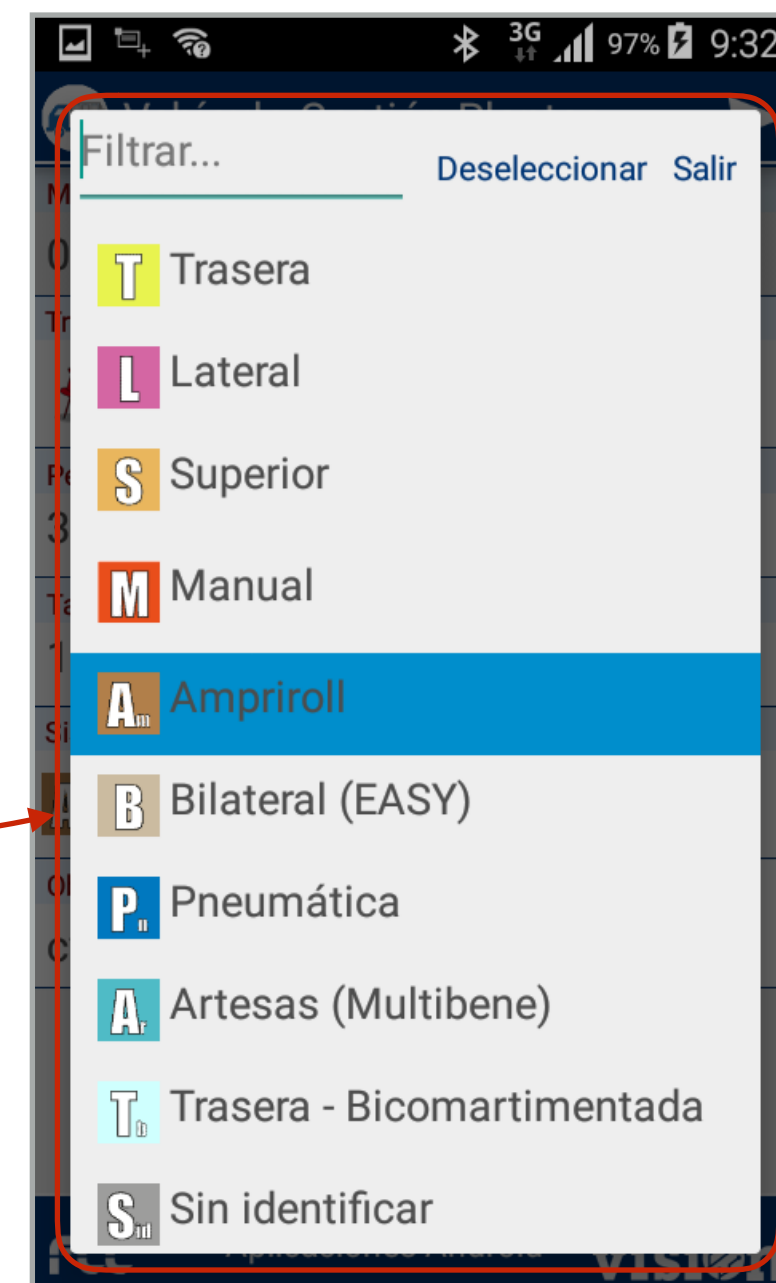 3G 97% 9:32
Filtrar...
Deseleccionar Salir
T Trasera
L Lateral
S Superior
M Manual
Am Ampriroll
B Bilateral (EASY)
Pn Pneumática
Ar Artesas (Multibene)
Tb Trasera - Bicomartimentada
Sin Sin identificar